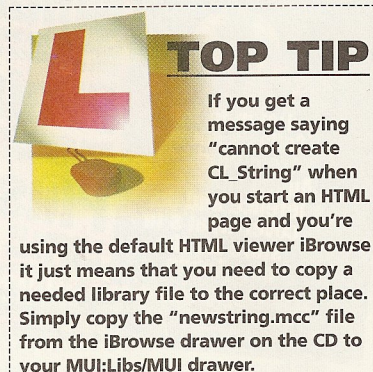 L
TOP TIP
If you get a
message saying
"cannot create
CL_String" when
you start an HTML
page and you're
using the default HTML viewer iBrowse
it just means that you need to copy a
needed library file to the correct place.
Simply copy the "newstring.mcc" file
from the iBrowse drawer on the CD to
your MUI:Libs/MUI drawer.